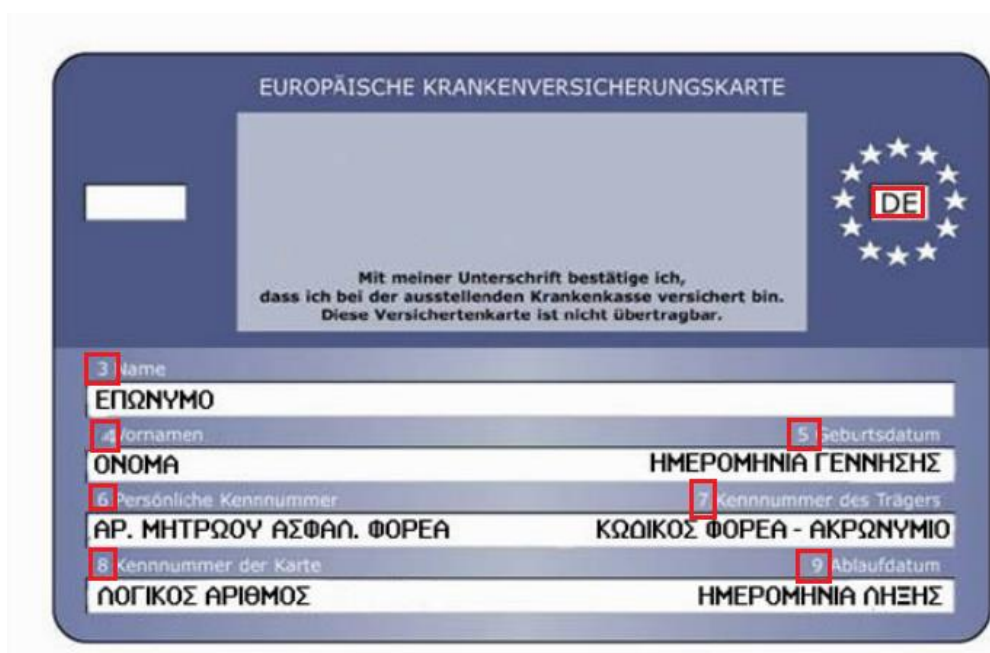 EUROPÄISCHE KRANKENVERSICHERUNGSKARTE
DE
Mit meiner Unterschrift bestätige ich,
dass ich bei der ausstellenden Krankenkasse versichert bin.
Diese Versichertenkarte ist nicht übertragbar.
3 Name
ΕΠΩΝΥΜΟ
4 Vornamen 5 Geburtsdatum
ΟΝΟΜΑ ΗΜΕΡΟΜΗΝΙΑ ΓΕΝΝΗΣΗΣ
6 Persönliche Kennnummer 7 Kennnummer des Trägers
ΑΡ. ΜΗΤΡΩΟΥ ΑΣΦΑΛ. ΦΟΡΕΑ ΚΩΔΙΚΟΣ ΦΟΡΕΑ - ΑΚΡΩΝΥΜΙΟ
8 Kennnummer der Karte 9 Ablaufdatum
ΛΟΓΙΚΟΣ ΑΡΙΘΜΟΣ ΗΜΕΡΟΜΗΝΙΑ ΛΗΞΗΣ